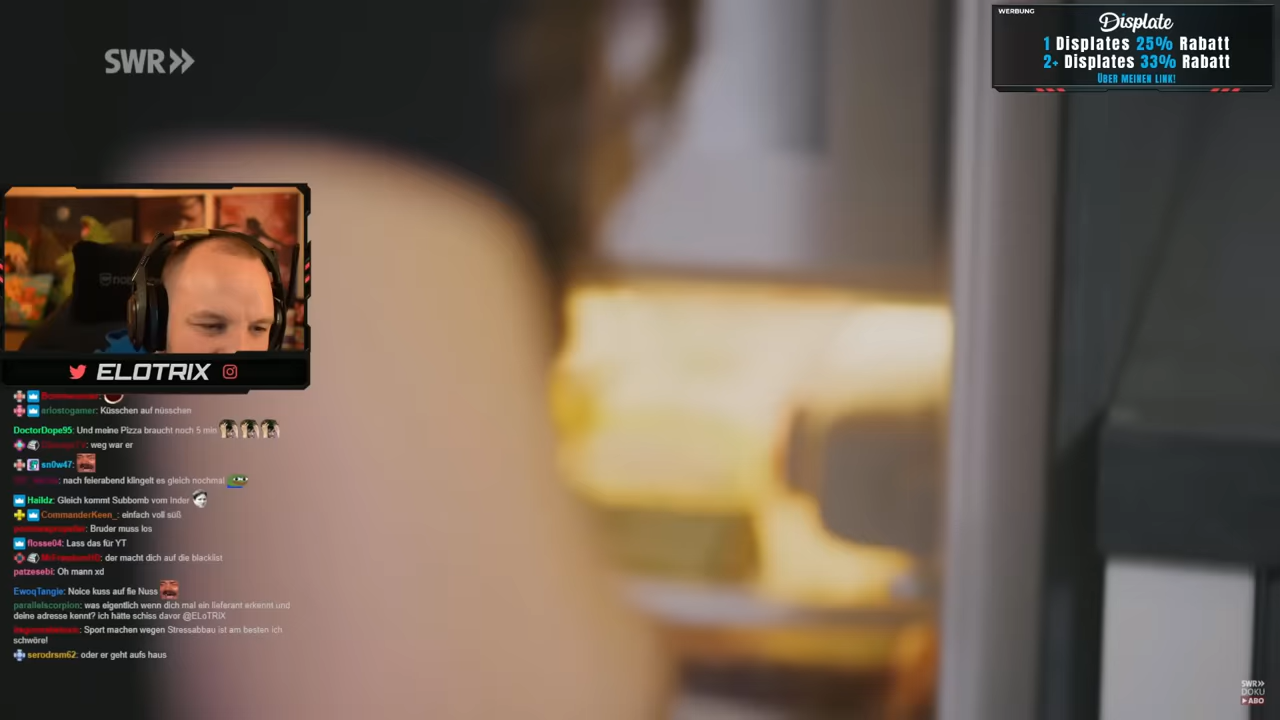 SWR»
WERBUNG
Displate
1 Displates 25% Rabatt
2+ Displates 33% Rabatt
ÜBER MEINEN LINK!
ELOTRIX
ariostogamer: Küsschen auf nüsschen
DoctorDope95: Und meine Pizza braucht noch 5 min
: weg war er
sn0w47:
: nach feierabend klingelt es gleich nochmal
Haildz: Gleich kommt Subbomb vom Inder
CommanderKeen_: einfach voll süß
: Bruder muss los
flosse04: Lass das für YT
: der macht dich auf die blacklist
patzesebi: Oh mann xd
EwoqTangle: Noice kuss auf fie Nuss
parallelscorpion: was eigentlich wenn dich mal ein lieferant erkennt und
deine adresse kennt? ich hätte schiss davor @ELoTRiX
: Sport machen wegen Stressabbau ist am besten ich
schwöre!
serodrsm62: oder er geht aufs haus
SWR»
DOKU
ABO